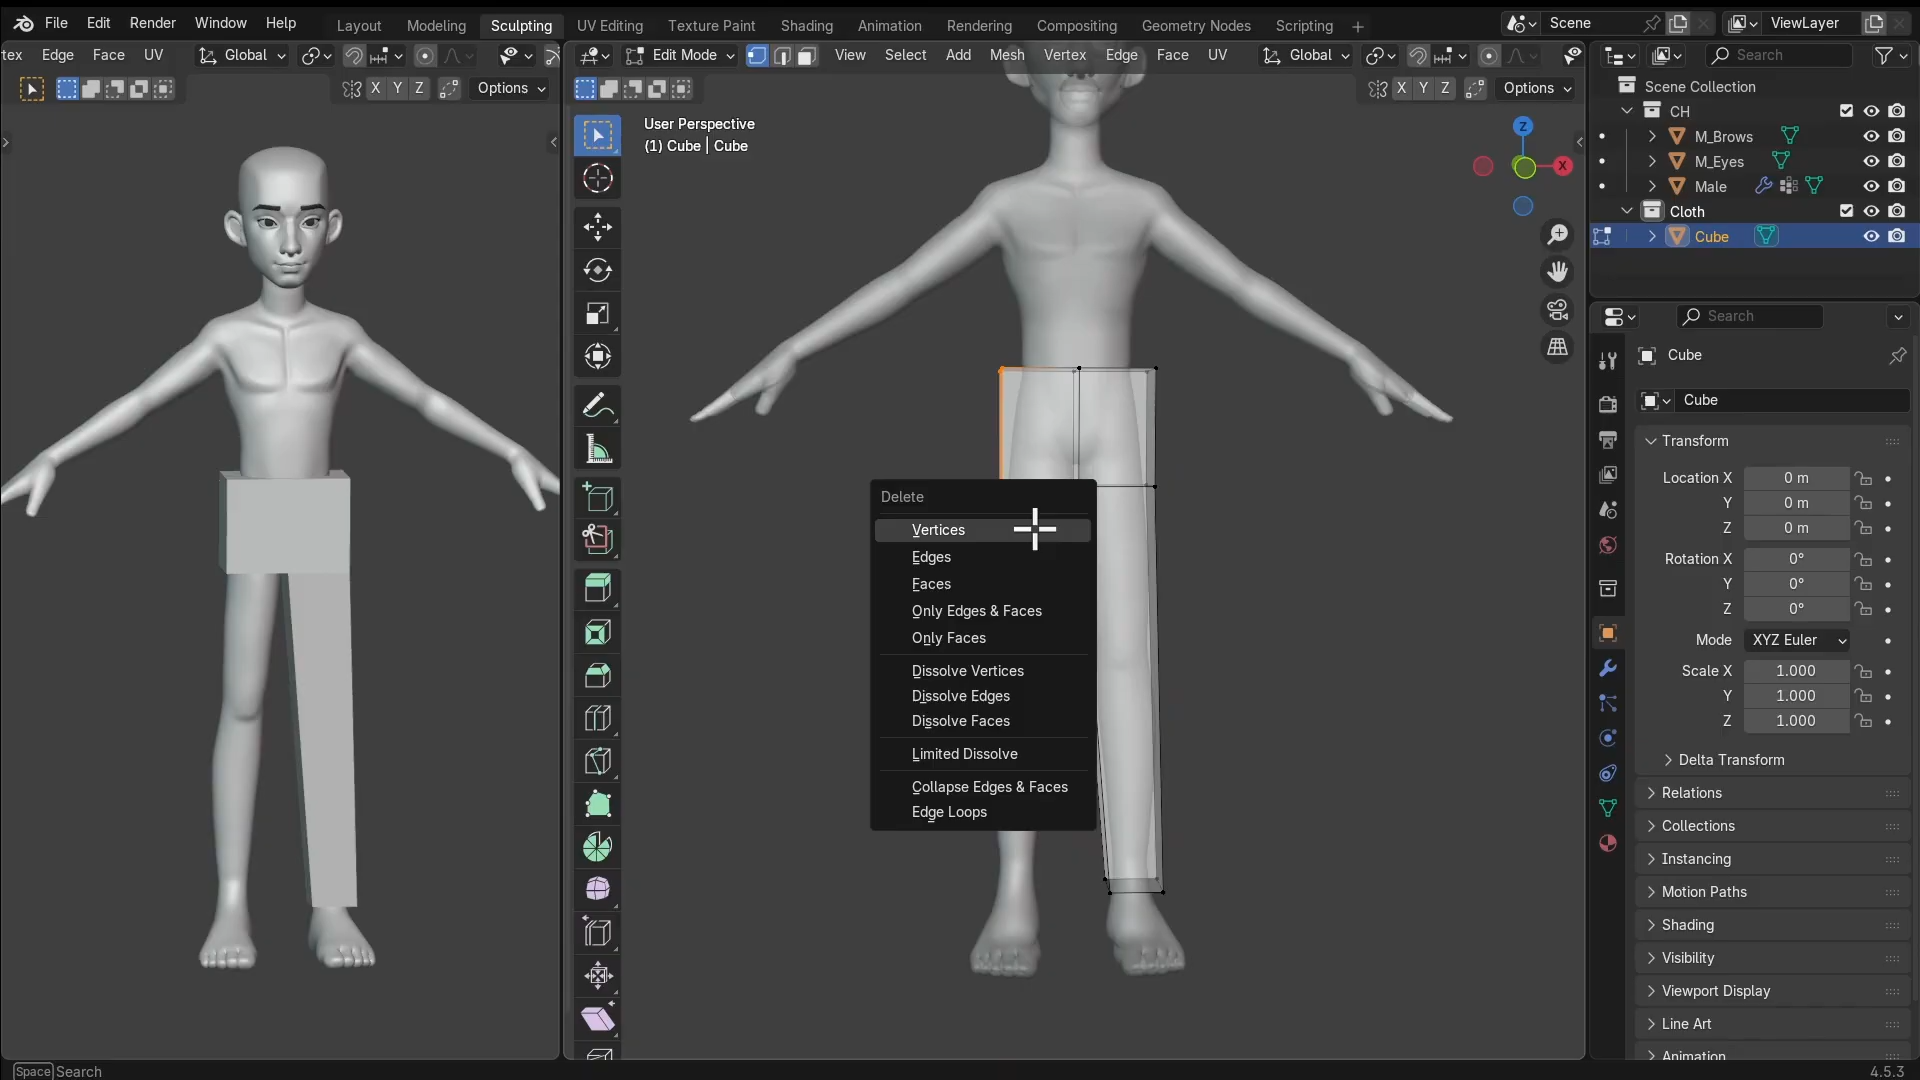 File Edit Render Window Help Layout Modeling Sculpting UV Editing Texture Paint Shading Animation Rendering Compositing Geometry Nodes Scripting + Scene ViewLayer
tex Edge Face UV Global
X Y Z Options
Edit Mode View Select Add Mesh Vertex Edge Face UV Global
X Y Z Options
User Perspective
(1) Cube | Cube
Z
X
Delete
Vertices
Edges
Faces
Only Edges & Faces
Only Faces
Dissolve Vertices
Dissolve Edges
Dissolve Faces
Limited Dissolve
Collapse Edges & Faces
Edge Loops
Search
Scene Collection
CH
M_Brows
M_Eyes
Male
Cloth
Cube
Search
Cube
Cube
Transform
Location X 0 m
Y 0 m
Z 0 m
Rotation X 0°
Y 0°
Z 0°
Mode XYZ Euler
Scale X 1.000
Y 1.000
Z 1.000
Delta Transform
Relations
Collections
Instancing
Motion Paths
Shading
Visibility
Viewport Display
Line Art
Animation
Space Search
4.5.3